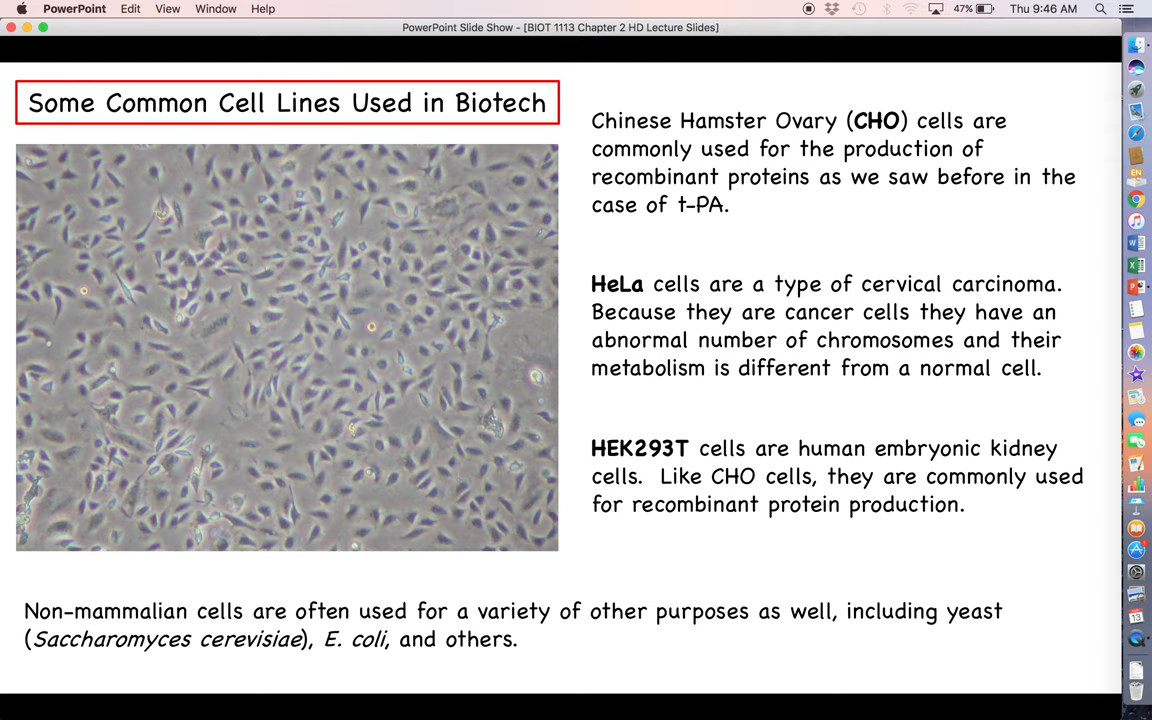 PowerPoint Edit View Window Help 47% Thu 9:46 AM
PowerPoint Slide Show - [BIOT 1113 Chapter 2 HD Lecture Slides]
Some Common Cell Lines Used in Biotech
Chinese Hamster Ovary (CHO) cells are
commonly used for the production of
recombinant proteins as we saw before in the
case of t-PA.
HeLa cells are a type of cervical carcinoma.
Because they are cancer cells they have an
abnormal number of chromosomes and their
metabolism is different from a normal cell.
HEK293T cells are human embryonic kidney
cells. Like CHO cells, they are commonly used
for recombinant protein production.
Non-mammalian cells are often used for a variety of other purposes as well, including yeast
(Saccharomyces cerevisiae), E. coli, and others.
EN
13